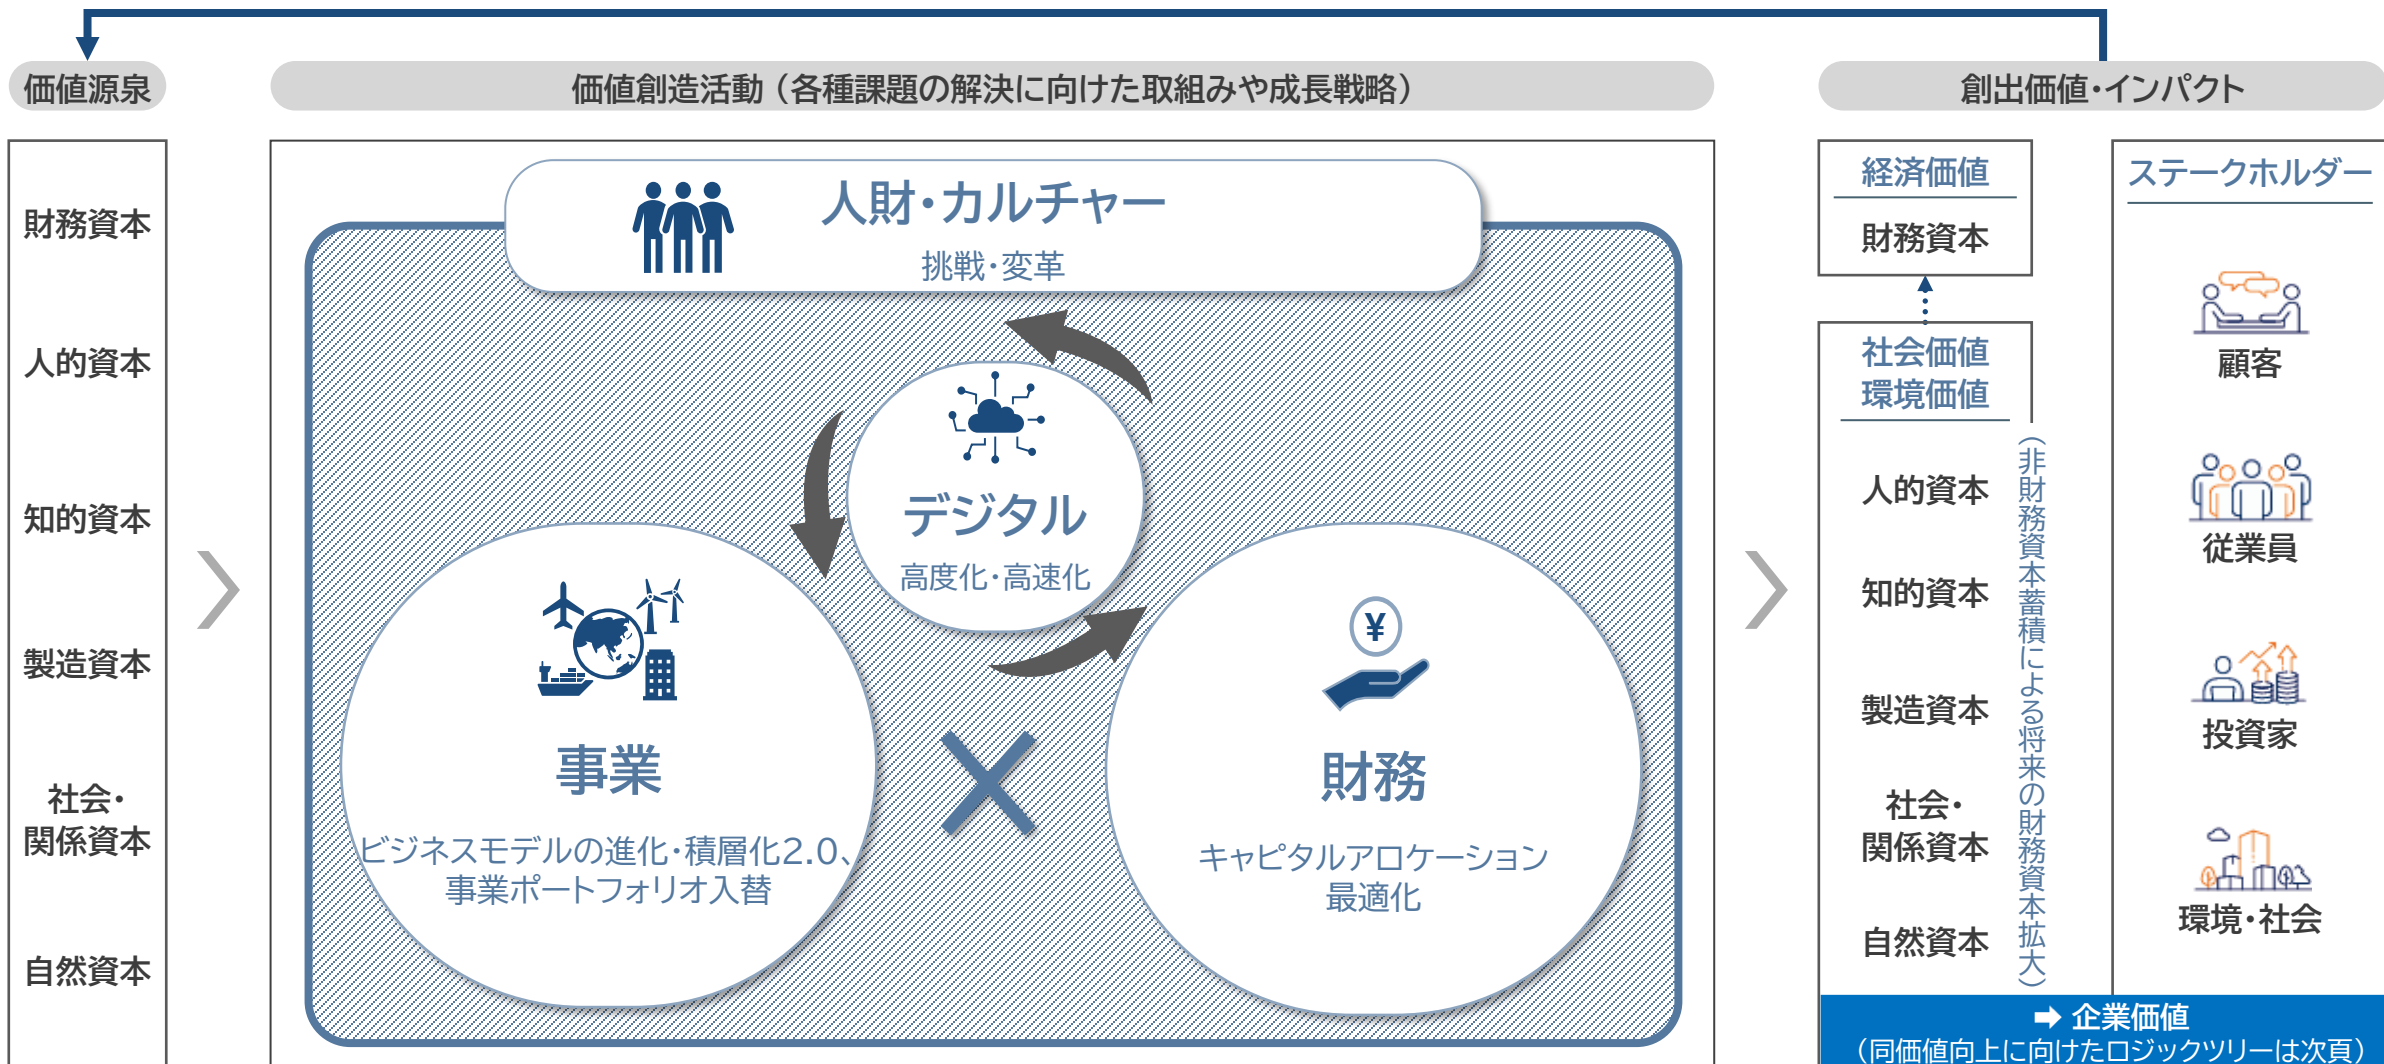 価値源泉
財務資本
人的資本
知的資本
製造資本
社会・
関係資本
自然資本
価値創造活動（各種課題の解決に向けた取組みや成長戦略）
人財・カルチャー
挑戦・変革
デジタル
高度化・高速化
事業
ビジネスモデルの進化・積層化2.0、
事業ポートフォリオ入替
¥
財務
キャピタルアロケーション
最適化
創出価値・インパクト
経済価値
財務資本
社会価値
環境価値
人的資本
知的資本
製造資本
社会・
関係資本
自然資本
（非財務資本蓄積による将来の財務資本拡大）
ステークホルダー
顧客
従業員
投資家
環境・社会
➡ 企業価値
（同価値向上に向けたロジックツリーは次頁）